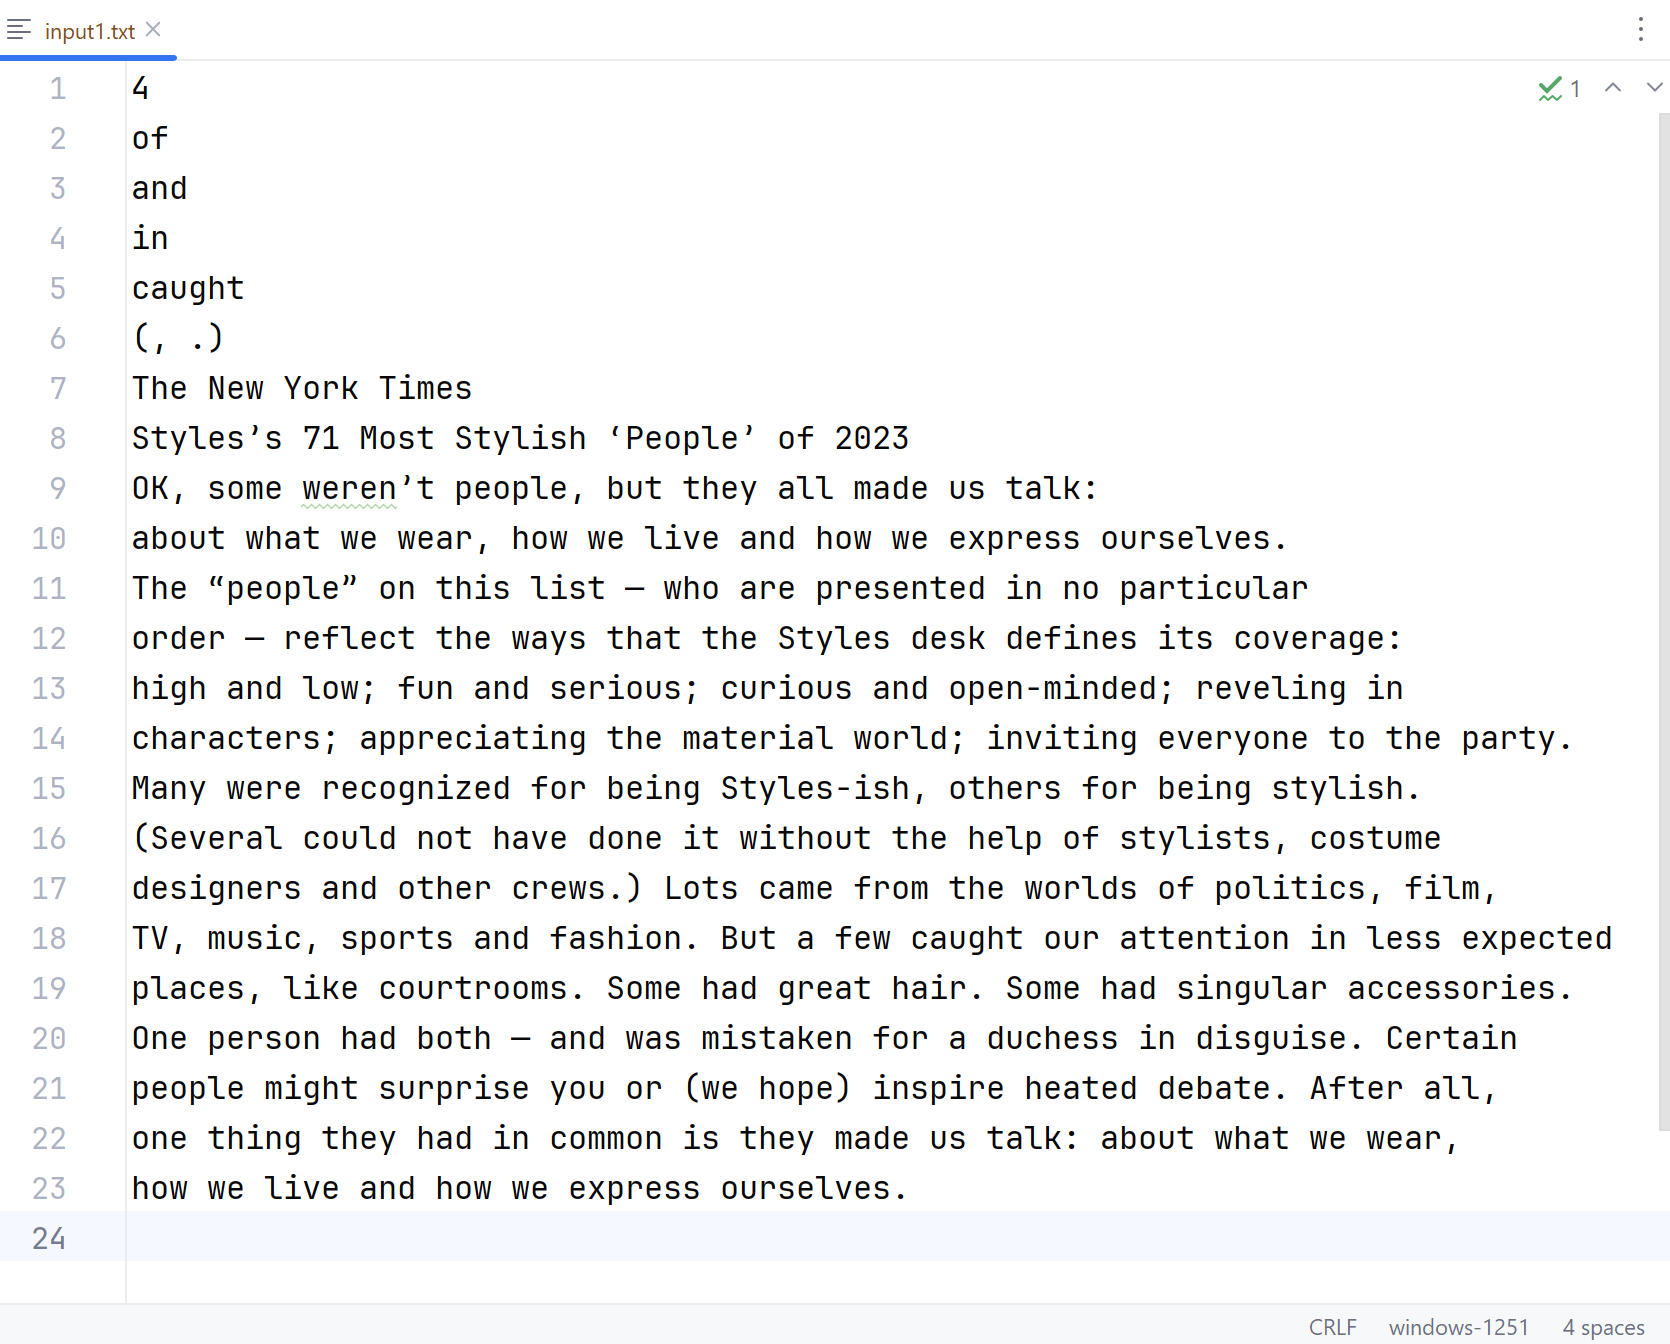 input1.txt
1
1 4
2 of
3 and
4 in
5 caught
6 (, .)
7 The New York Times
8 Styles’s 71 Most Stylish ‘People’ of 2023
9 OK, some weren’t people, but they all made us talk:
10 about what we wear, how we live and how we express ourselves.
11 The “people” on this list — who are presented in no particular
12 order — reflect the ways that the Styles desk defines its coverage:
13 high and low; fun and serious; curious and open-minded; reveling in
14 characters; appreciating the material world; inviting everyone to the party.
15 Many were recognized for being Styles-ish, others for being stylish.
16 (Several could not have done it without the help of stylists, costume
17 designers and other crews.) Lots came from the worlds of politics, film,
18 TV, music, sports and fashion. But a few caught our attention in less expected
19 places, like courtrooms. Some had great hair. Some had singular accessories.
20 One person had both — and was mistaken for a duchess in disguise. Certain
21 people might surprise you or (we hope) inspire heated debate. After all,
22 one thing they had in common is they made us talk: about what we wear,
23 how we live and how we express ourselves.
24
CRLF windows-1251 4 spaces